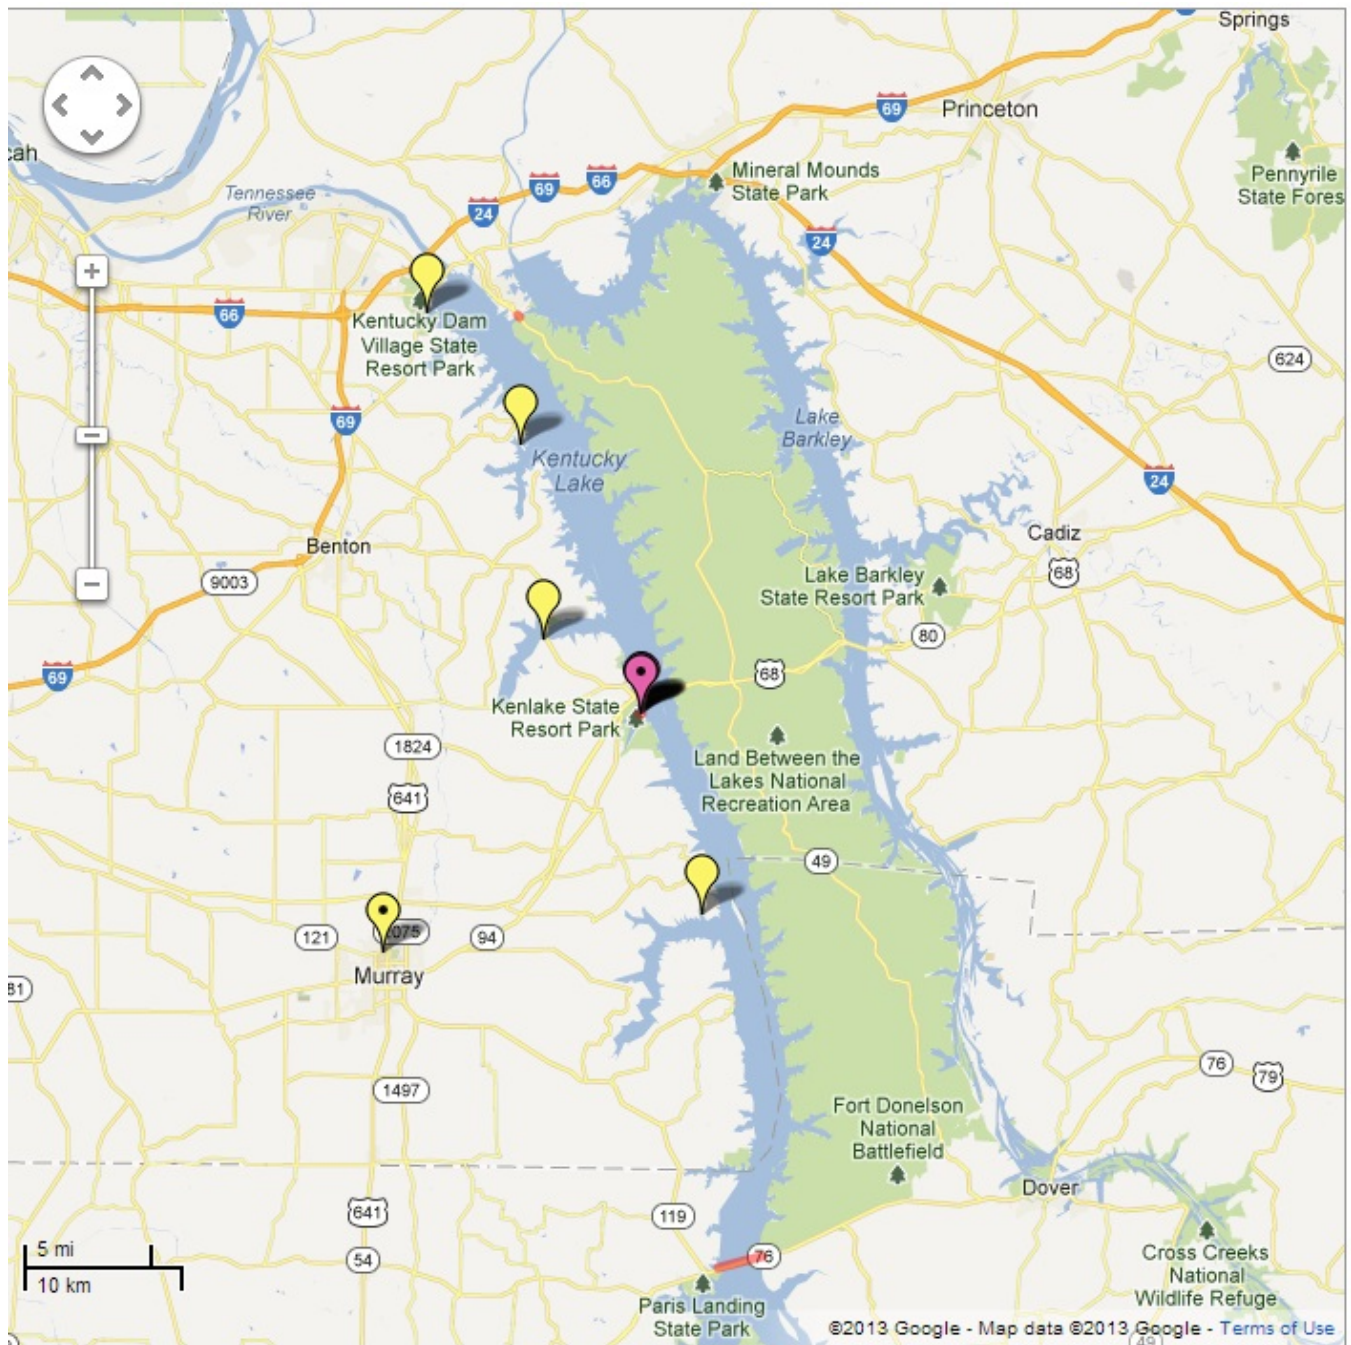 Springs
69
Princeton
cah
Mineral Mounds
State Park
Pennyrile
State Fores
Tennessee
River
69
66
24
24
66
Kentucky Dam
Village State
Resort Park
624
69
Lake
Barkley
Kentucky
Lake
24
Benton
Cadiz
68
9003
Lake Barkley
State Resort Park
80
69
68
Kenlake State
Resort Park
1824
Land Between the
Lakes National
Recreation Area
641
49
121
2075
94
Murray
81
76
79
1497
Fort Donelson
National
Battlefield
Dover
641
119
54
76
5 mi
10 km
Cross Creeks
National
Wildlife Refuge
Paris Landing
State Park
©2013 Google - Map data ©2013 Google - Terms of Use
49